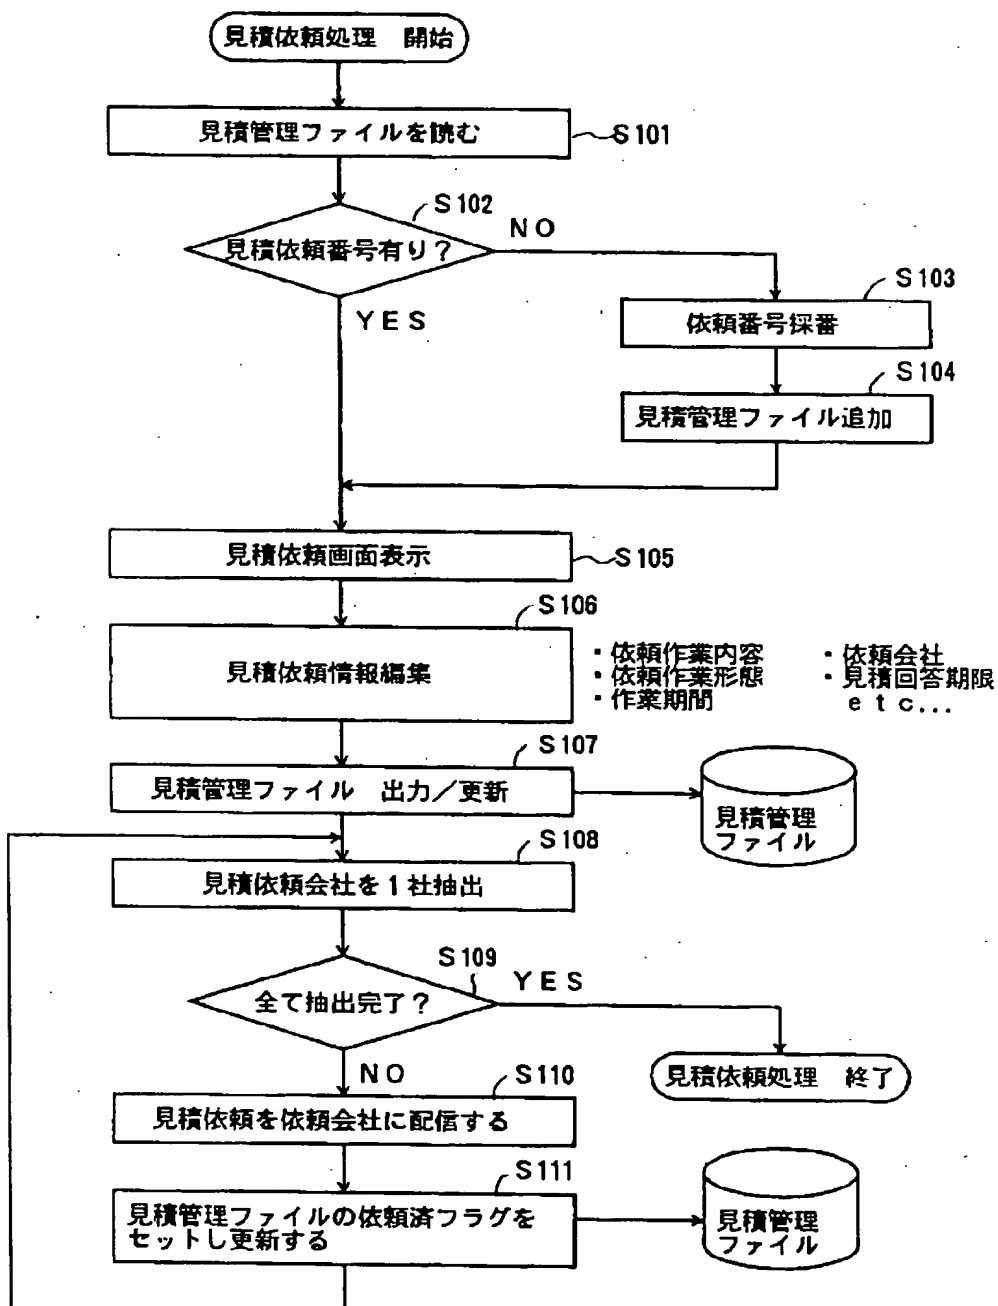 見積依頼処理　開始
見積管理ファイルを読む
S101
S102
見積依頼番号有り？
NO
YES
S103
依頼番号採番
S104
見積管理ファイル追加
見積依頼画面表示
S105
S106
見積依頼情報編集
・依頼作業内容　・依頼会社
・依頼作業形態　・見積回答期限
・作業期間　etc...
S107
見積管理ファイル　出力／更新
見積管理
ファイル
S108
見積依頼会社を1社抽出
S109
全て抽出完了？
YES
NO
見積依頼処理　終了
S110
見積依頼を依頼会社に配信する
S111
見積管理ファイルの依頼済フラグを
セットし更新する
見積管理
ファイル